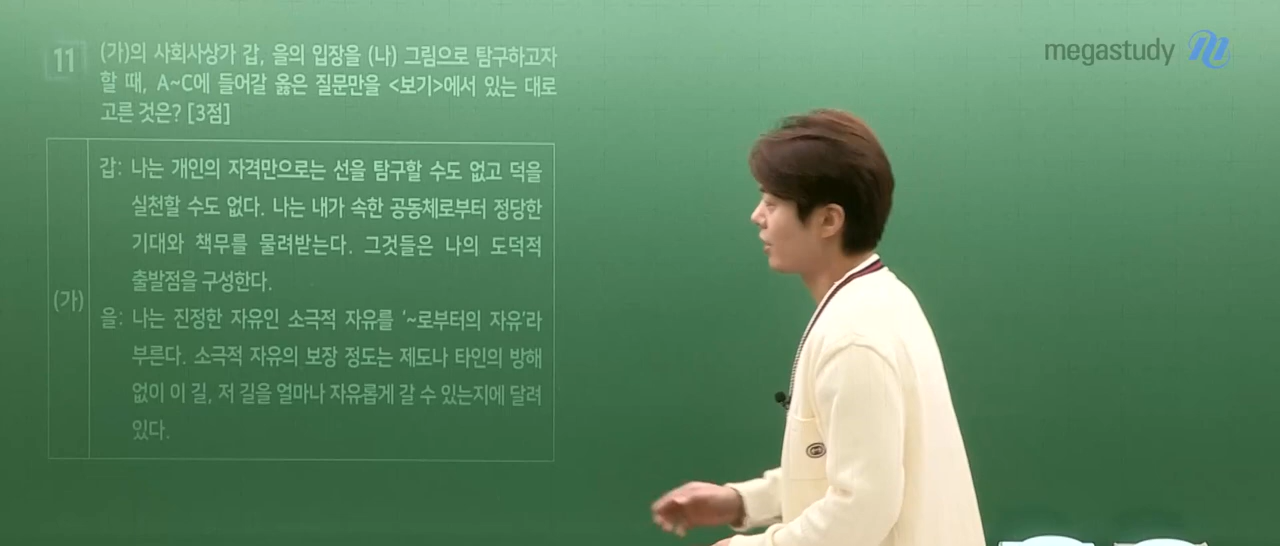 megastudy
11 (가)의 사회사상가 갑, 을의 입장을 (나) 그림으로 탐구하고자
할 때, A~C에 들어갈 옳은 질문만을 <보기>에서 있는 대로
고른 것은? [3점]
(가)
갑: 나는 개인의 자격만으로는 선을 탐구할 수도 없고 덕을
실천할 수도 없다. 나는 내가 속한 공동체로부터 정당한
기대와 책무를 물려받는다. 그것들은 나의 도덕적
출발점을 구성한다.
을: 나는 진정한 자유인 소극적 자유를 '~로부터의 자유'라
부른다. 소극적 자유의 보장 정도는 제도나 타인의 방해
없이 이 길, 저 길을 얼마나 자유롭게 갈 수 있는지에 달려
있다.